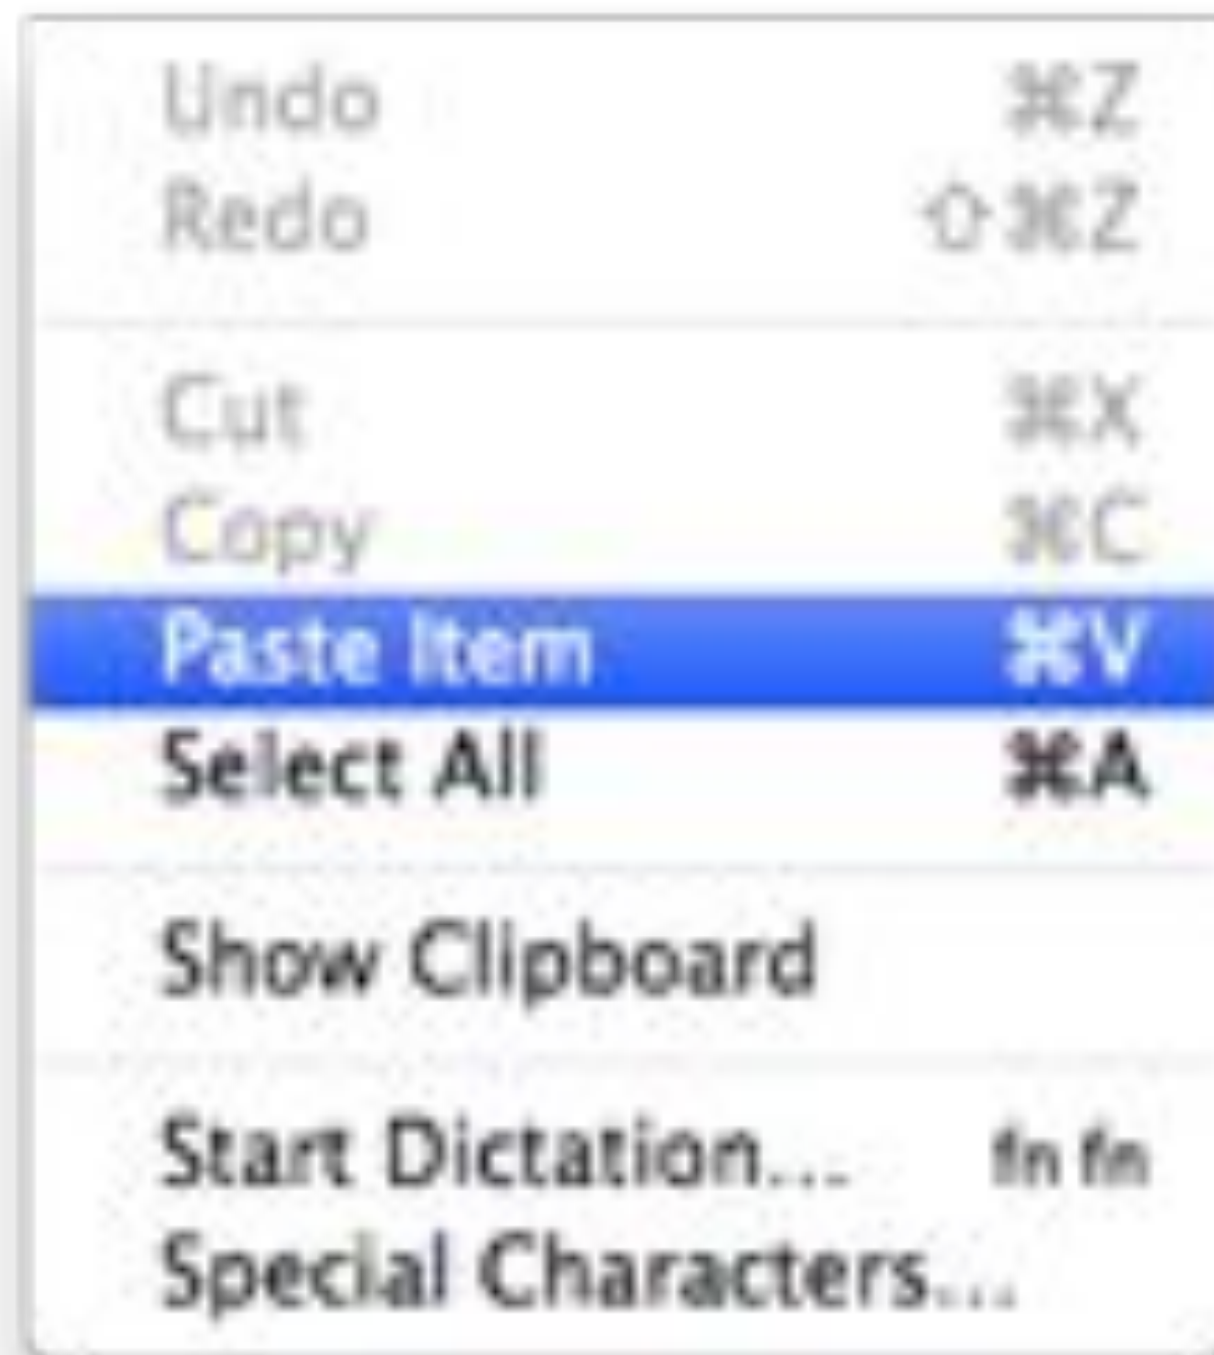 Undo ⌘Z
Redo ⇧⌘Z
Cut ⌘X
Copy ⌘C
Paste Item ⌘V
Select All ⌘A
Show Clipboard
Start Dictation... fn fn
Special Characters...